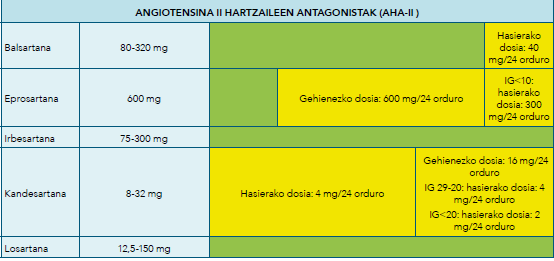 ANGIOTENSINA II HARTZAILEEN ANTAGONISTAK (AHA-II )
Balsartana
80-320 mg
Hasierako
dosia: 40
mg/24 orduro
Eprosartana
600 mg
Gehienezko dosia: 600 mg/24 orduro
IG<10:
hasierako
dosia: 300
mg/24 orduro
Irbesartana
75-300 mg
Kandesartana
8-32 mg
Hasierako dosia: 4 mg/24 orduro
Gehienezko dosia: 16 mg/24
orduro
IG 29-20: hasierako dosia: 4
mg/24 orduro
IG<20: hasierako dosia: 2
mg/24 orduro
Losartana
12,5-150 mg